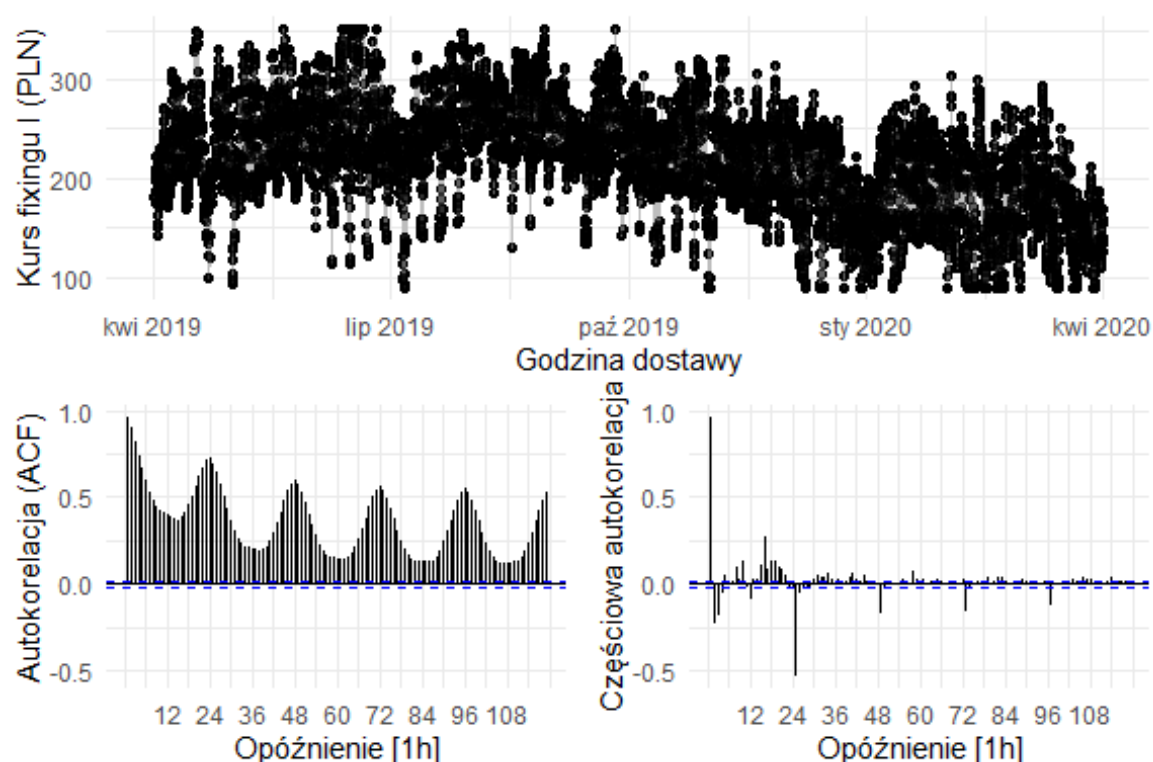 Kurs fixingu I (PLN)
300
200
100
kwi 2019 lip 2019 paź 2019 sty 2020 kwi 2020
Godzina dostawy
Autokorelacja (ACF)
1.0
0.5
0.0
-0.5
12 24 36 48 60 72 84 96 108
Opóźnienie [1h]
Częściowa autokorelacja
1.0
0.5
0.0
-0.5
12 24 36 48 60 72 84 96 108
Opóźnienie [1h]